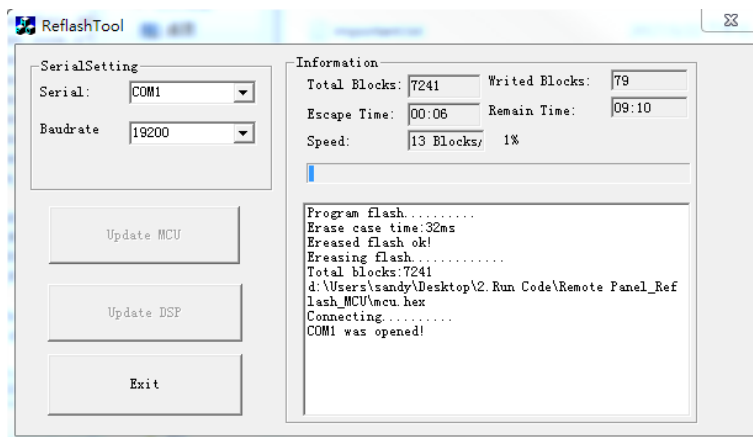 ReflashTool
SerialSetting
Serial: COM1
Baudrate 19200
Update MCU
Update DSP
Exit
Information
Total Blocks: 7241 Writed Blocks: 79
Escape Time: 00:06 Remain Time: 09:10
Speed: 13 Blocks/ 1%
Program flash..........
Erase case time:32ms
Ereased flash ok!
Ereasing flash.............
Total blocks:7241
d:\Users\sandy\Desktop\2.Run Code\Remote Panel_Ref
lash_MCU\mcu.hex
Connecting..........
COM1 was opened!